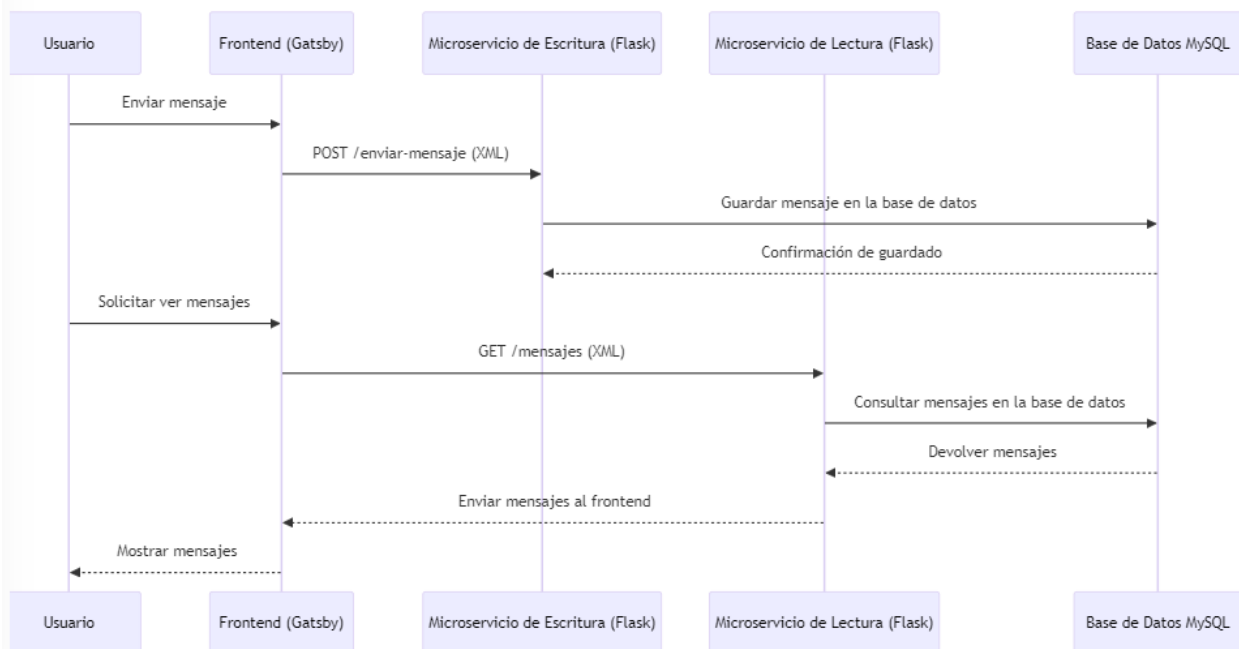 Usuario
Frontend (Gatsby)
Microservicio de Escritura (Flask)
Microservicio de Lectura (Flask)
Base de Datos MySQL
Enviar mensaje
POST /enviar-mensaje (XML)
Guardar mensaje en la base de datos
Confirmación de guardado
Solicitar ver mensajes
GET /mensajes (XML)
Consultar mensajes en la base de datos
Devolver mensajes
Enviar mensajes al frontend
Mostrar mensajes
Usuario
Frontend (Gatsby)
Microservicio de Escritura (Flask)
Microservicio de Lectura (Flask)
Base de Datos MySQL